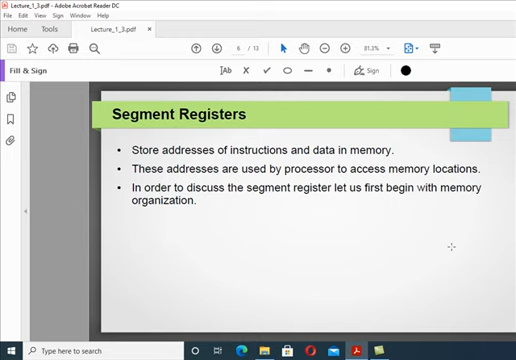 Lecture_1_3.pdf - Adobe Acrobat Reader DC
File Edit View Sign Window Help
Home Tools Lecture_1_3.pdf ×
6 / 13 81.3%
Fill & Sign
Ab Sign
Segment Registers
• Store addresses of instructions and data in memory.
• These addresses are used by processor to access memory locations.
• In order to discuss the segment register let us first begin with memory
organization.
Type here to search